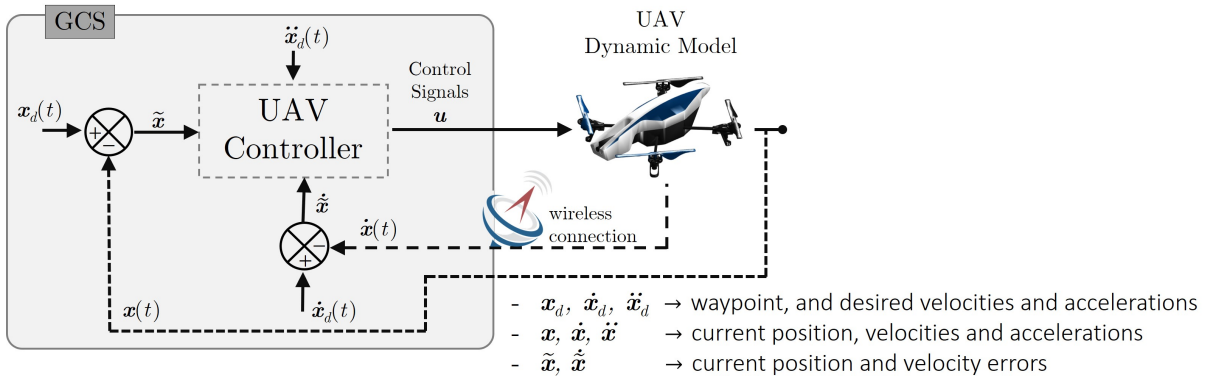 GCS
ẍ_d(t)
UAV
Dynamic Model
Control
Signals
u
x_d(t)
+
−
x̃
UAV
Controller
x̃̇
wireless
connection
ẋ(t)
−
+
x(t)
ẋ_d(t)
- x_d, ẋ_d, ẍ_d → waypoint, and desired velocities and accelerations
- x, ẋ, ẍ → current position, velocities and accelerations
- x̃, x̃̇ → current position and velocity errors